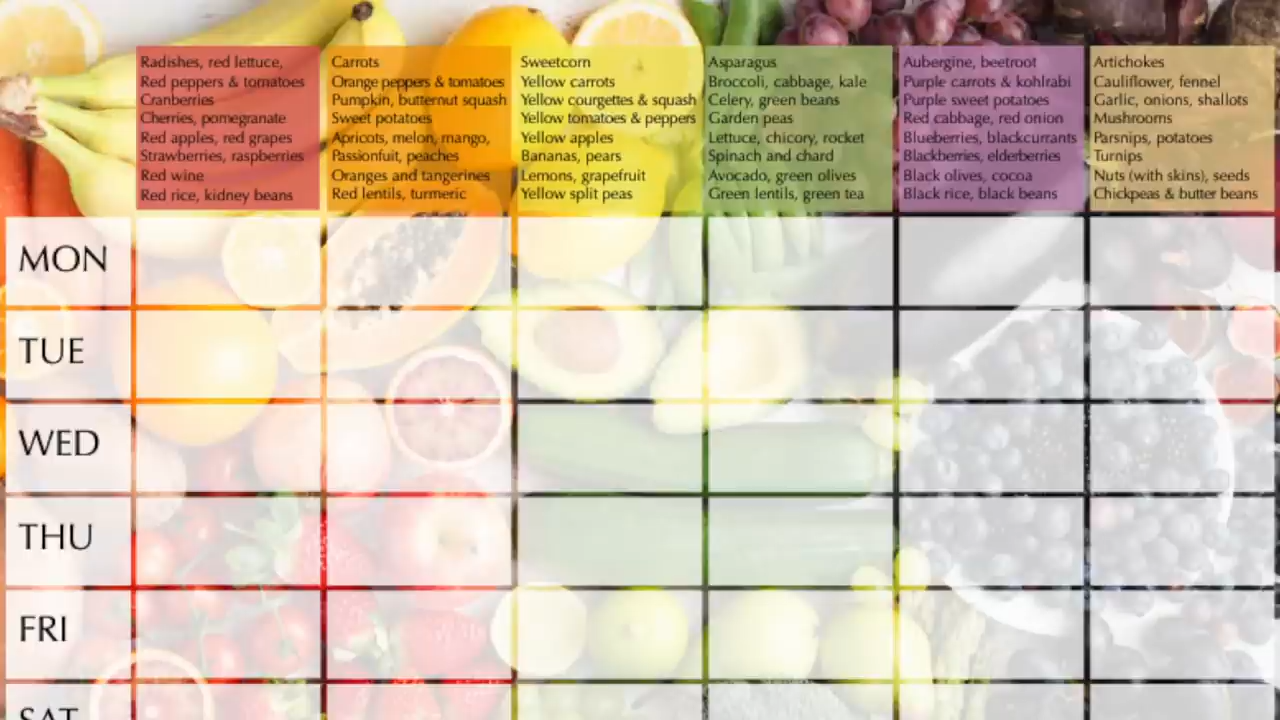 Radishes, red lettuce,
Red peppers & tomatoes
Cranberries
Cherries, pomegranate
Red apples, red grapes
Strawberries, raspberries
Red wine
Red rice, kidney beans
Carrots
Orange peppers & tomatoes
Pumpkin, butternut squash
Sweet potatoes
Apricots, melon, mango,
Passionfuit, peaches
Oranges and tangerines
Red lentils, turmeric
Sweetcorn
Yellow carrots
Yellow courgettes & squash
Yellow tomatoes & peppers
Yellow apples
Bananas, pears
Lemons, grapefruit
Yellow split peas
Asparagus
Broccoli, cabbage, kale
Celery, green beans
Garden peas
Lettuce, chicory, rocket
Spinach and chard
Avocado, green olives
Green lentils, green tea
Aubergine, beetroot
Purple carrots & kohlrabi
Purple sweet potatoes
Red cabbage, red onion
Blueberries, blackcurrants
Blackberries, elderberries
Black olives, cocoa
Black rice, black beans
Artichokes
Cauliflower, fennel
Garlic, onions, shallots
Mushrooms
Parsnips, potatoes
Turnips
Nuts (with skins), seeds
Chickpeas & butter beans
MON
TUE
WED
THU
FRI
SAT